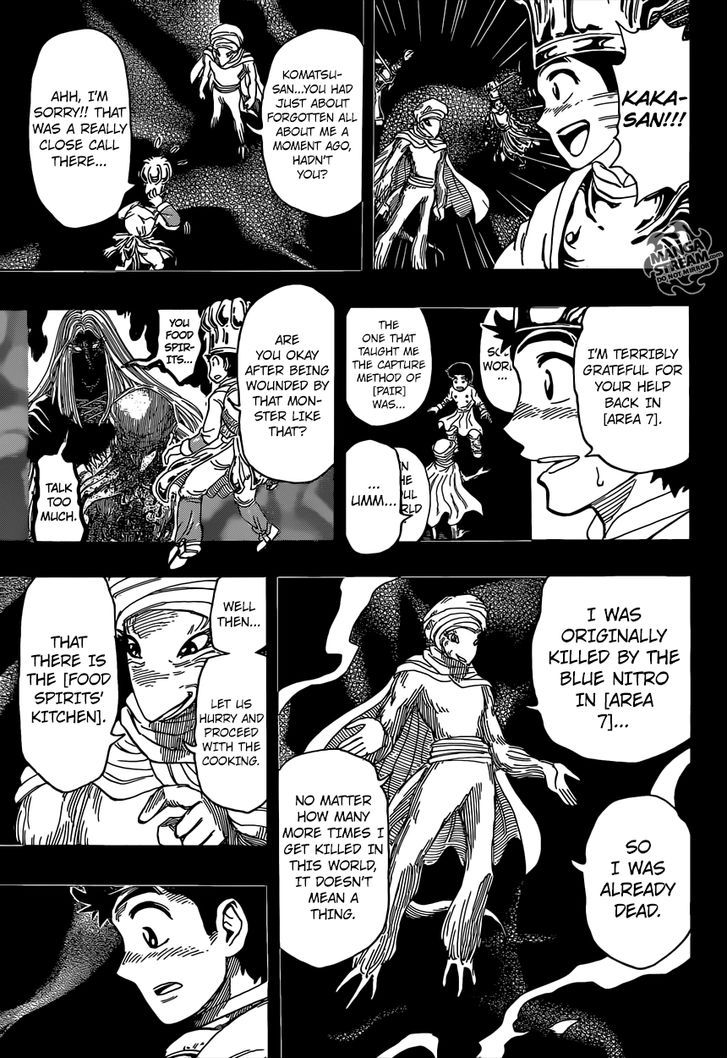 KAKA-
SAN!!!
MANGA
STREAM
.com
DO NOT MIRROR
KOMATSU-
SAN...YOU HAD
JUST ABOUT
FORGOTTEN
ALL ABOUT ME
A MOMENT AGO,
HADN'T
YOU?
AHH, I'M
SORRY!! THAT
WAS A REALLY
CLOSE CALL
THERE...
I'M TERRIBLY
GRATEFUL FOR
YOUR HELP
BACK IN
[AREA 7].
THE
ONE THAT
TAUGHT ME
THE CAPTURE
METHOD OF
[PAIR]
WAS...
...
UMM...
ARE
YOU OKAY
AFTER BEING
WOUNDED BY
THAT MON-
STER LIKE
THAT?
YOU
FOOD
SPIR-
ITS...
TALK
TOO
MUCH.
I WAS
ORIGINALLY
KILLED BY THE
BLUE NITRO
IN [AREA
7]...
SO
I WAS
ALREADY
DEAD.
NO MATTER
HOW MANY
MORE TIMES I
GET KILLED IN
THIS WORLD,
IT DOESN'T
MEAN A
THING.
WELL
THEN...
LET US
HURRY AND
PROCEED
WITH THE
COOKING.
THAT
THERE IS
THE [FOOD
SPIRITS'
KITCHEN].